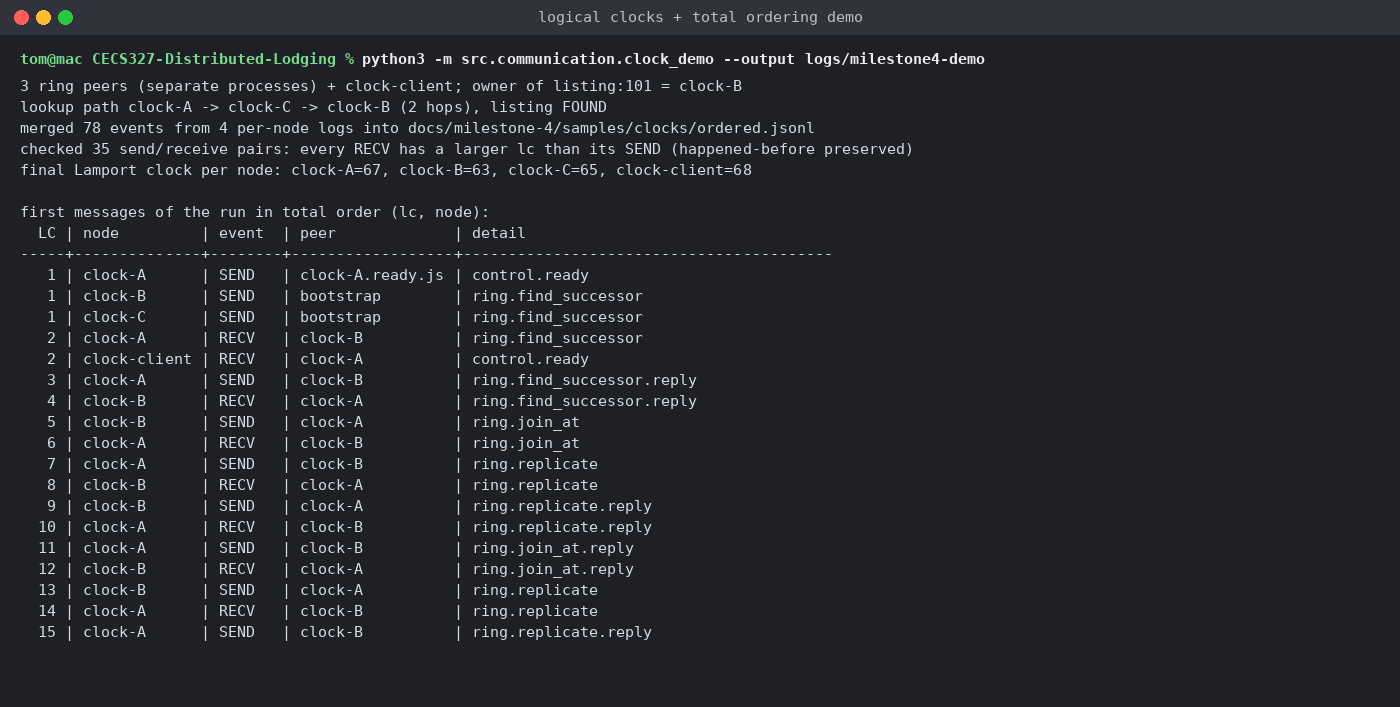 logical clocks + total ordering demo
tom@mac CECS327-Distributed-Lodging % python3 -m src.communication.clock_demo --output logs/milestone4-demo
3 ring peers (separate processes) + clock-client; owner of listing:101 = clock-B
lookup path clock-A -> clock-C -> clock-B (2 hops), listing FOUND
merged 78 events from 4 per-node logs into docs/milestone-4/samples/clocks/ordered.jsonl
checked 35 send/receive pairs: every RECV has a larger lc than its SEND (happened-before preserved)
final Lamport clock per node: clock-A=67, clock-B=63, clock-C=65, clock-client=68
first messages of the run in total order (lc, node):
  LC | node         | event  | peer             | detail
-----+--------------+--------+------------------+-----------------------------------------
   1 | clock-A      | SEND   | clock-A.ready.js | control.ready
   1 | clock-B      | SEND   | bootstrap        | ring.find_successor
   1 | clock-C      | SEND   | bootstrap        | ring.find_successor
   2 | clock-A      | RECV   | clock-B          | ring.find_successor
   2 | clock-client | RECV   | clock-A          | control.ready
   3 | clock-A      | SEND   | clock-B          | ring.find_successor.reply
   4 | clock-B      | RECV   | clock-A          | ring.find_successor.reply
   5 | clock-B      | SEND   | clock-A          | ring.join_at
   6 | clock-A      | RECV   | clock-B          | ring.join_at
   7 | clock-A      | SEND   | clock-B          | ring.replicate
   8 | clock-B      | RECV   | clock-A          | ring.replicate
   9 | clock-B      | SEND   | clock-A          | ring.replicate.reply
  10 | clock-A      | RECV   | clock-B          | ring.replicate.reply
  11 | clock-A      | SEND   | clock-B          | ring.join_at.reply
  12 | clock-B      | RECV   | clock-A          | ring.join_at.reply
  13 | clock-B      | SEND   | clock-A          | ring.replicate
  14 | clock-A      | RECV   | clock-B          | ring.replicate
  15 | clock-A      | SEND   | clock-B          | ring.replicate.reply